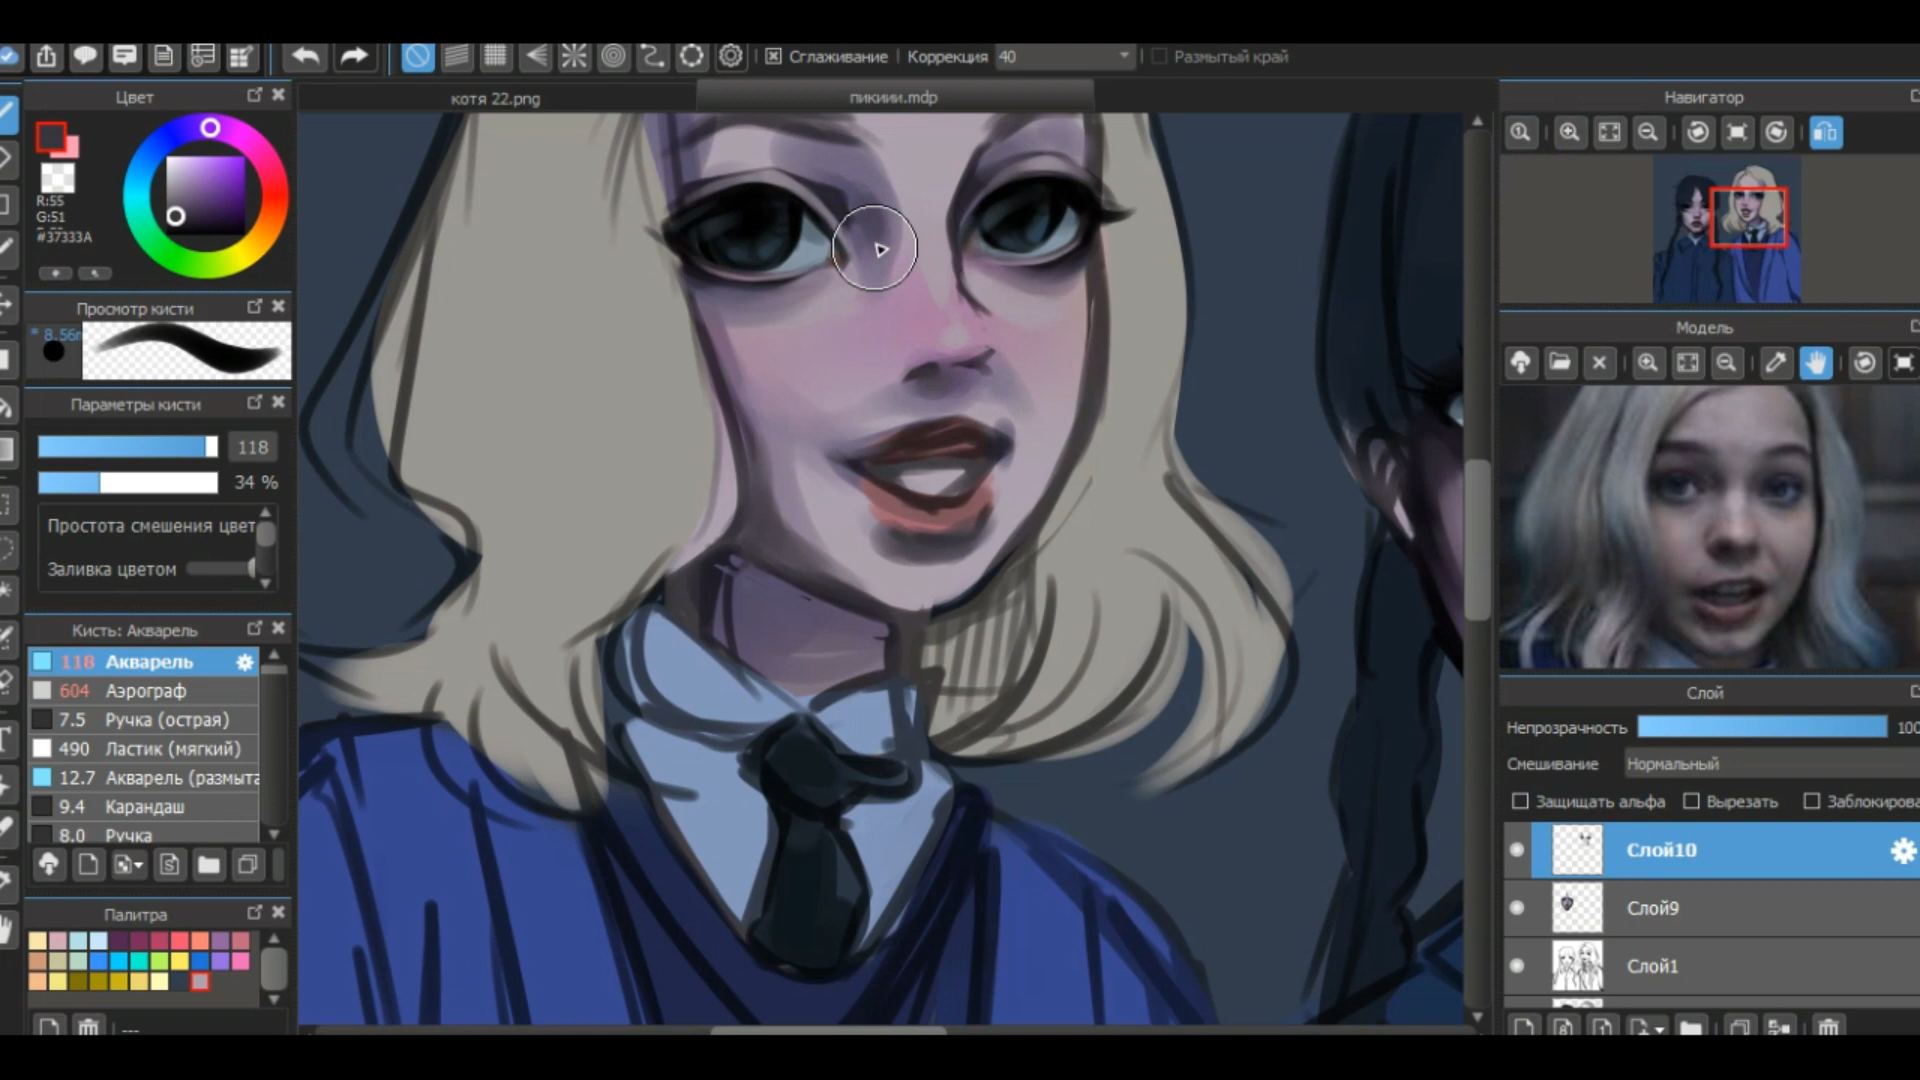 Сглаживание
Коррекция 40
Размытый край
Цвет
котя 22.png
пикиии.mdp
Навигатор
R:55
G:51
#37333A
Просмотр кисти
* 8.56
Модель
Параметры кисти
118
34 %
Простота смешения цвет
Заливка цветом
Кисть: Акварель
118 Акварель
604 Аэрограф
7.5 Ручка (острая)
490 Ластик (мягкий)
12.7 Акварель (размыта
9.4 Карандаш
8.0 Ручка
Слой
Непрозрачность 100
Смешивание Нормальный
Защищать альфа Вырезать Заблокирова
Слой10
Слой9
Слой1
Палитра
---